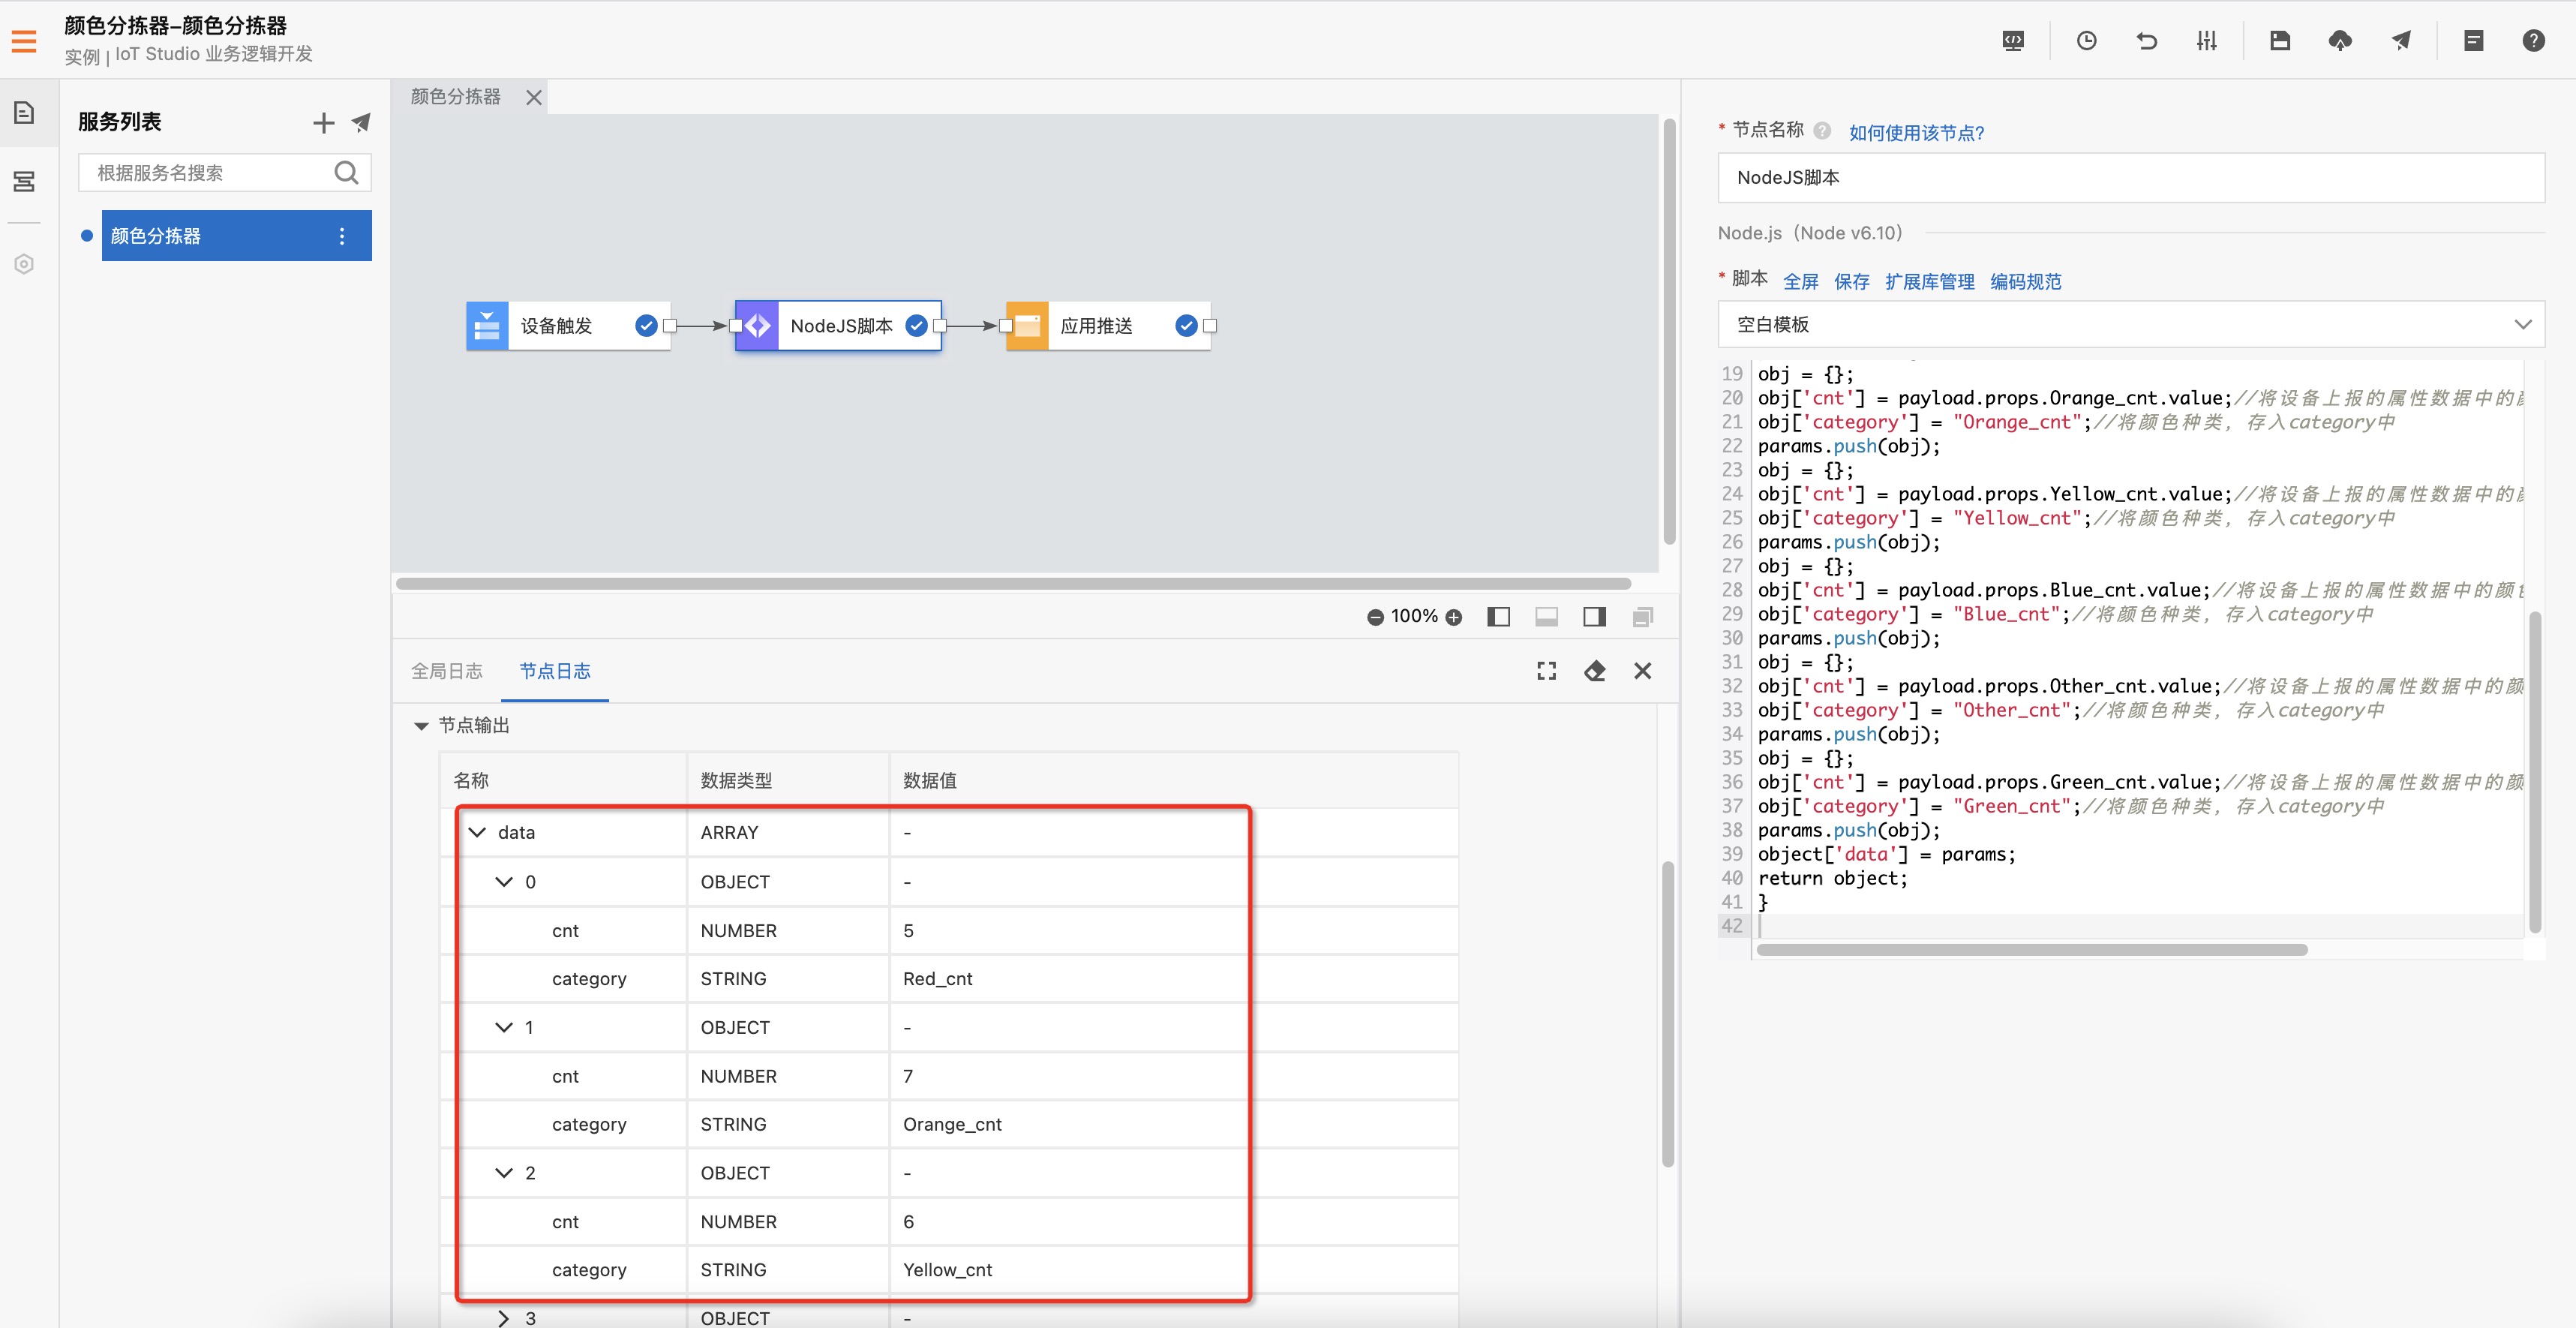 颜色分拣器-颜色分拣器
实例 | IoT Studio 业务逻辑开发
服务列表
根据服务名搜索
颜色分拣器
颜色分拣器
设备触发
NodeJS脚本
应用推送
100%
全局日志 节点日志
节点输出
名称 数据类型 数据值
data ARRAY -
0 OBJECT -
cnt NUMBER 5
category STRING Red_cnt
1 OBJECT -
cnt NUMBER 7
category STRING Orange_cnt
2 OBJECT -
cnt NUMBER 6
category STRING Yellow_cnt
3 OBJECT -
* 节点名称 ? 如何使用该节点?
NodeJS脚本
Node.js（Node v6.10）
* 脚本 全屏 保存 扩展库管理 编码规范
空白模板
19 obj = {};
20 obj['cnt'] = payload.props.Orange_cnt.value;//将设备上报的属性数据中的
21 obj['category'] = "Orange_cnt";//将颜色种类，存入category中
22 params.push(obj);
23 obj = {};
24 obj['cnt'] = payload.props.Yellow_cnt.value;//将设备上报的属性数据中的
25 obj['category'] = "Yellow_cnt";//将颜色种类，存入category中
26 params.push(obj);
27 obj = {};
28 obj['cnt'] = payload.props.Blue_cnt.value;//将设备上报的属性数据中的颜色
29 obj['category'] = "Blue_cnt";//将颜色种类，存入category中
30 params.push(obj);
31 obj = {};
32 obj['cnt'] = payload.props.Other_cnt.value;//将设备上报的属性数据中的颜
33 obj['category'] = "Other_cnt";//将颜色种类，存入category中
34 params.push(obj);
35 obj = {};
36 obj['cnt'] = payload.props.Green_cnt.value;//将设备上报的属性数据中的颜
37 obj['category'] = "Green_cnt";//将颜色种类，存入category中
38 params.push(obj);
39 object['data'] = params;
40 return object;
41 }
42